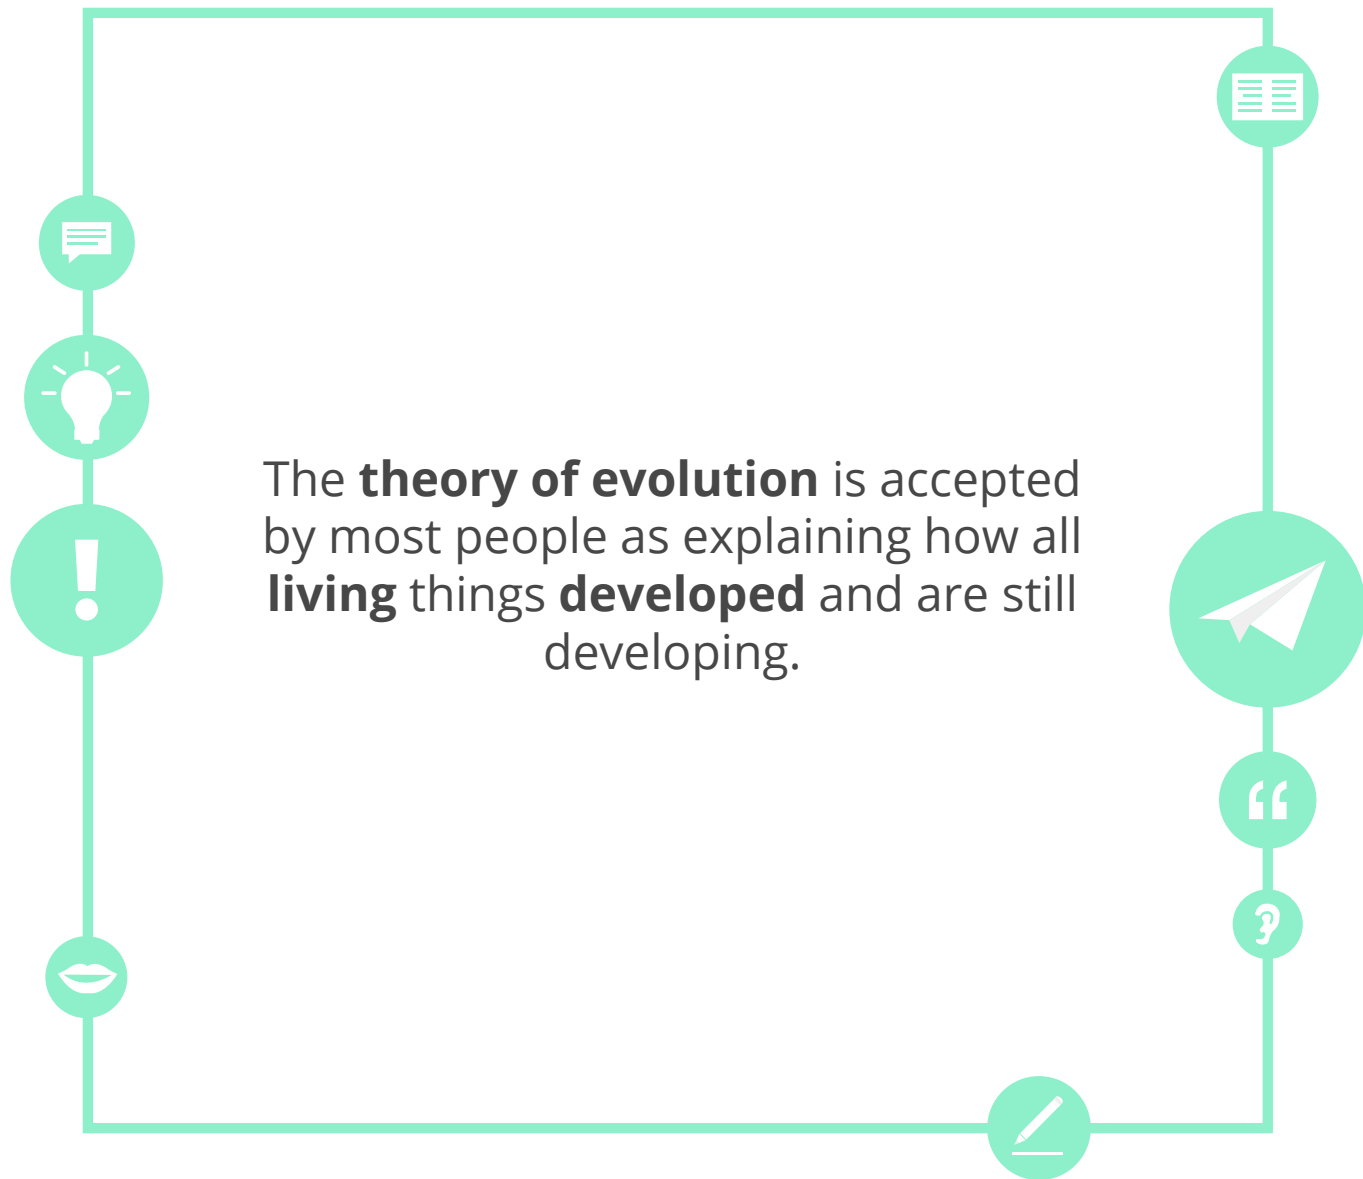 The theory of evolution is accepted
by most people as explaining how all
living things developed and are still
developing.